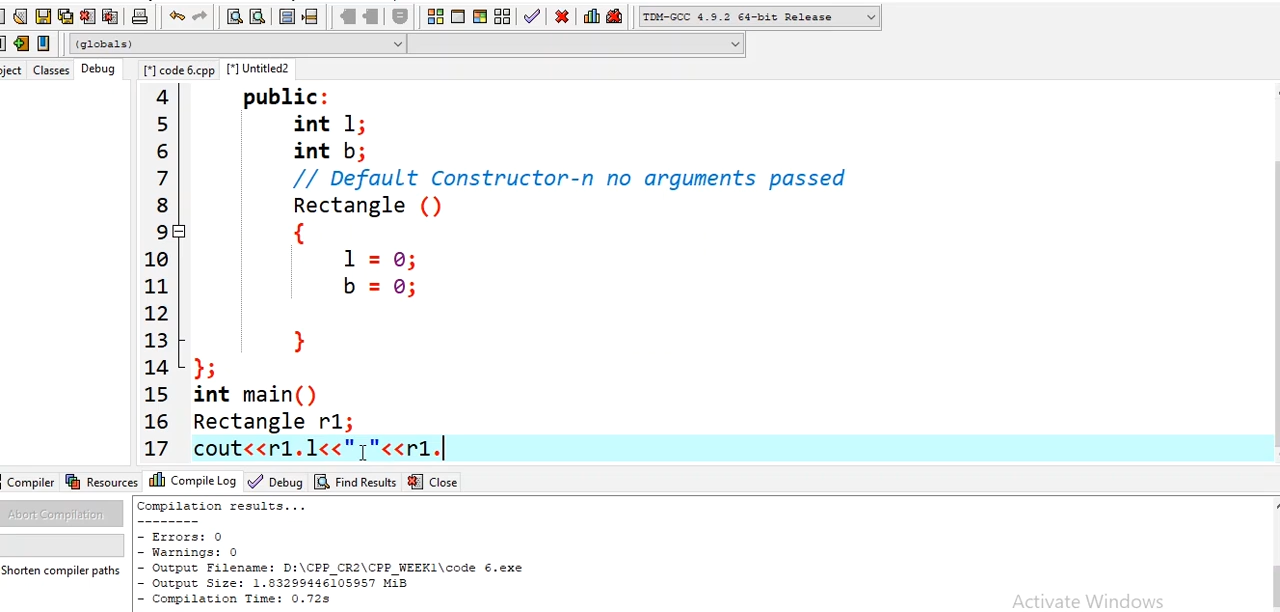 TDM-GCC 4.9.2 64-bit Release
(globals)
ject Classes Debug [*] code 6.cpp [*] Untitled2
4 public:
5 int l;
6 int b;
7 // Default Constructor-n no arguments passed
8 Rectangle ()
9 {
10 l = 0;
11 b = 0;
12
13 }
14 };
15 int main()
16 Rectangle r1;
17 cout<<r1.l<<" "<<r1.
Compiler Resources Compile Log Debug Find Results Close
Abort Compilation
Shorten compiler paths
Compilation results...
--------
- Errors: 0
- Warnings: 0
- Output Filename: D:\CPP_CR2\CPP_WEEK1\code 6.exe
- Output Size: 1.83299446105957 MiB
- Compilation Time: 0.72s
Activate Windows